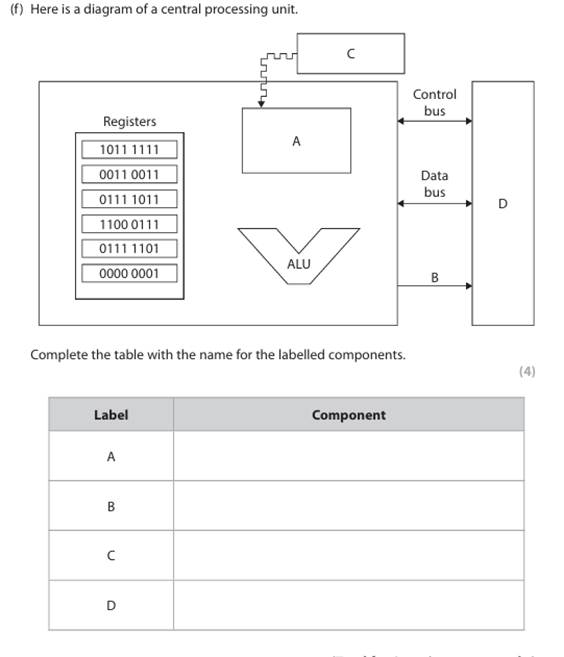 (f) Here is a diagram of a central processing unit.
C
Control
bus
Registers
1011 1111
0011 0011
0111 1011
1100 0111
0111 1101
0000 0001
A
Data
bus
D
ALU
B
Complete the table with the name for the labelled components.
(4)
Label Component
A
B
C
D